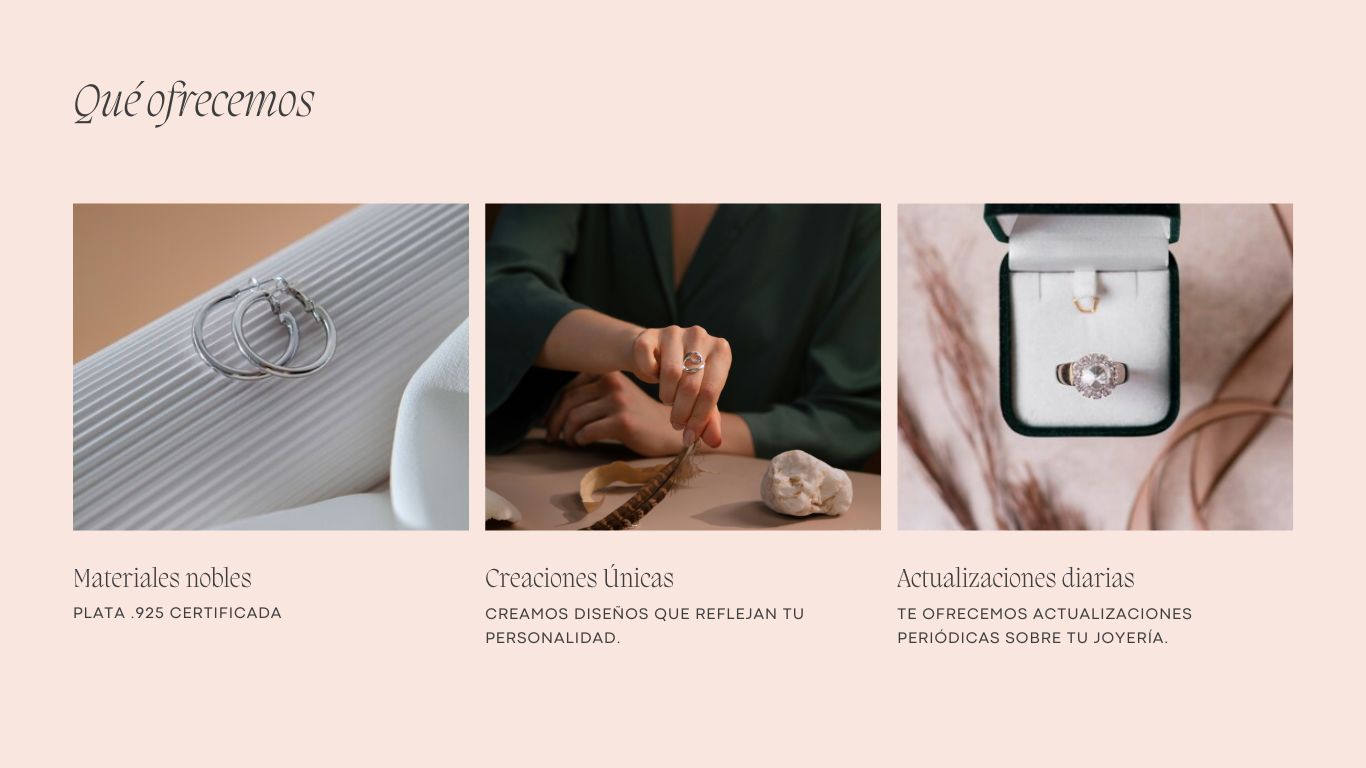 Qué ofrecemos
Materiales nobles
PLATA .925 CERTIFICADA
Creaciones Únicas
CREAMOS DISEÑOS QUE REFLEJAN TU
PERSONALIDAD.
Actualizaciones diarias
TE OFRECEMOS ACTUALIZACIONES
PERIÓDICAS SOBRE TU JOYERÍA.